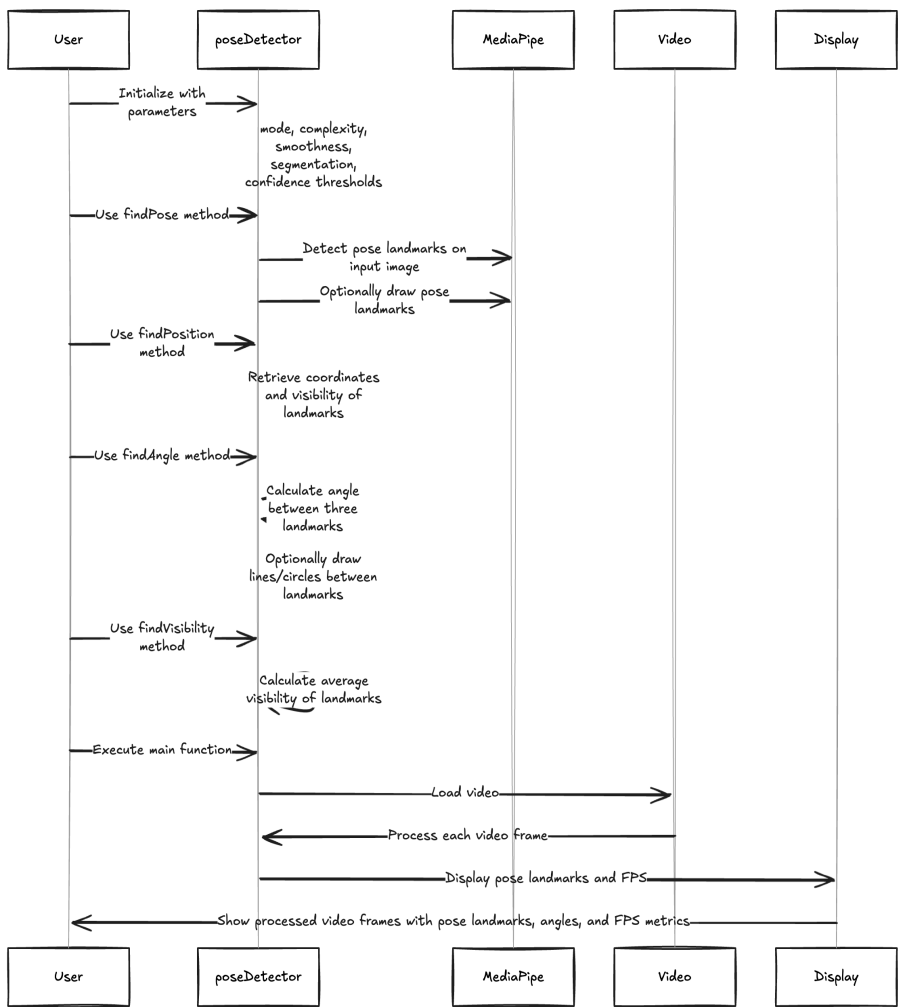 User
poseDetector
MediaPipe
Video
Display
Initialize with
parameters
mode, complexity,
smoothness,
segmentation,
confidence thresholds
Use findPose method
Detect pose landmarks on
input image
Optionally draw pose
landmarks
Use findPosition
method
Retrieve coordinates
and visibility of
landmarks
Use findAngle method
Calculate angle
between three
landmarks
Optionally draw
lines/circles between
landmarks
Use findVisibility
method
Calculate average
visibility of landmarks
Execute main function
Load video
Process each video frame
Display pose landmarks and FPS
Show processed video frames with pose landmarks, angles, and FPS metrics
User
poseDetector
MediaPipe
Video
Display